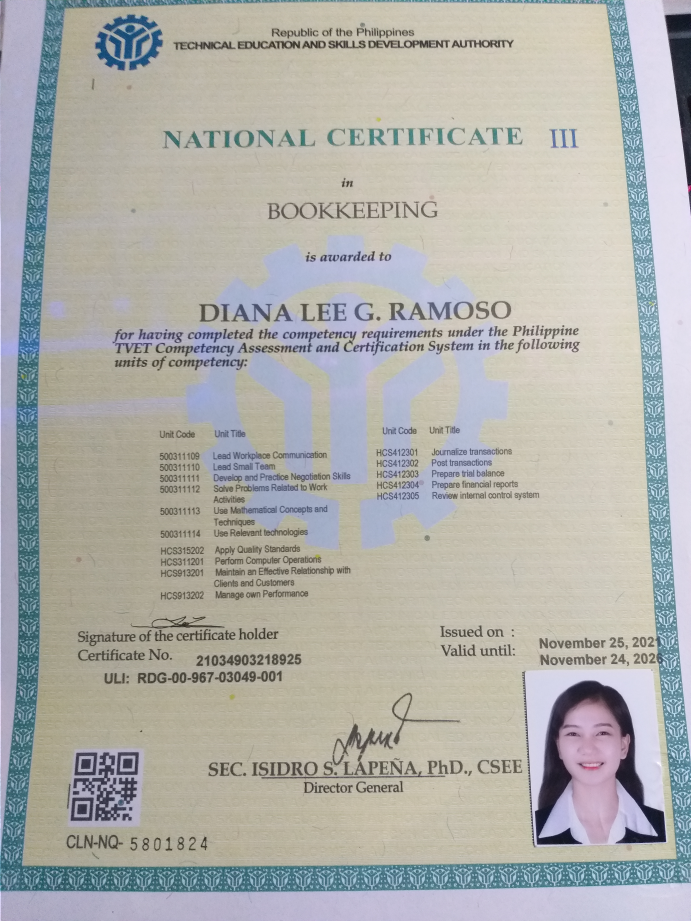 Republic of the Philippines
TECHNICAL EDUCATION AND SKILLS DEVELOPMENT AUTHORITY
NATIONAL CERTIFICATE III
in
BOOKKEEPING
is awarded to
DIANA LEE G. RAMOSO
for having completed the competency requirements under the Philippine
TVET Competency Assessment and Certification System in the following
units of competency:
Unit Code Unit Title
500311109 Lead Workplace Communication
500311110 Lead Small Team
500311111 Develop and Practice Negotiation Skills
500311112 Solve Problems Related to Work
Activities
500311113 Use Mathematical Concepts and
Techniques
500311114 Use Relevant technologies
HCS315202 Apply Quality Standards
HCS311201 Perform Computer Operations
HCS913201 Maintain an Effective Relationship with
Clients and Customers
HCS913202 Manage own Performance
Unit Code Unit Title
HCS412301 Journalize transactions
HCS412302 Post transactions
HCS412303 Prepare trial balance
HCS412304 Prepare financial reports
HCS412305 Review internal control system
Signature of the certificate holder
Certificate No. 21034903218925
ULI: RDG-00-967-03049-001
Issued on : November 25, 2021
Valid until: November 24, 2026
SEC. ISIDRO S. LAPEÑA, PhD., CSEE
Director General
CLN-NQ- 5801824